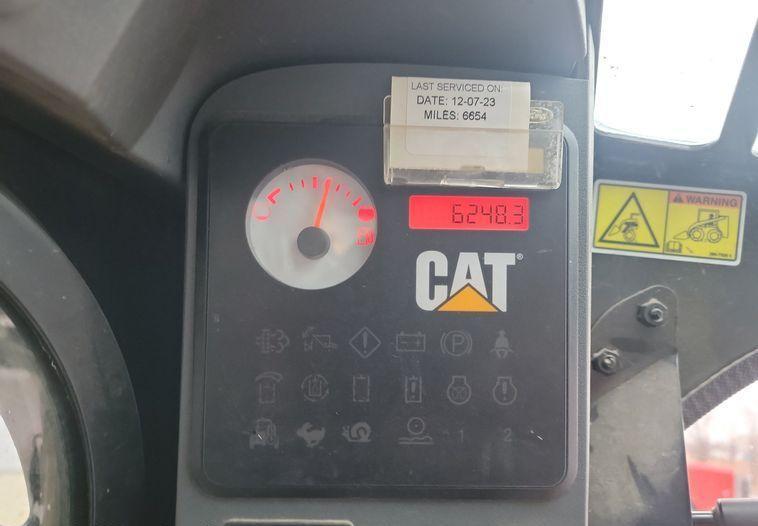 LAST SERVICED ON:
DATE: 12-07-23
MILES: 6654
6248.3
WARNING
CAT®
P
1
2